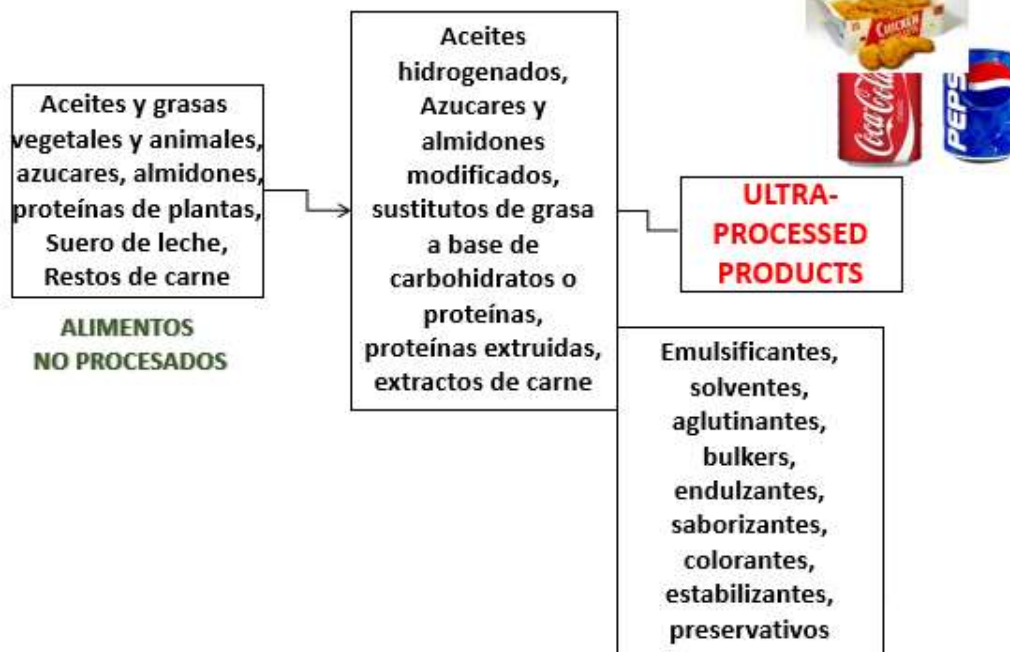 Aceites y grasas
vegetales y animales,
azucares, almidones,
proteínas de plantas,
Suero de leche,
Restos de carne
ALIMENTOS
NO PROCESADOS
Aceites
hidrogenados,
Azucares y
almidones
modificados,
sustitutos de grasa
a base de
carbohidratos o
proteínas,
proteínas extruidas,
extractos de carne
CHICKEN
Coca-Cola
PEPS
ULTRA-
PROCESSED
PRODUCTS
Emulsificantes,
solventes,
aglutinantes,
bulkers,
endulzantes,
saborizantes,
colorantes,
estabilizantes,
preservativos